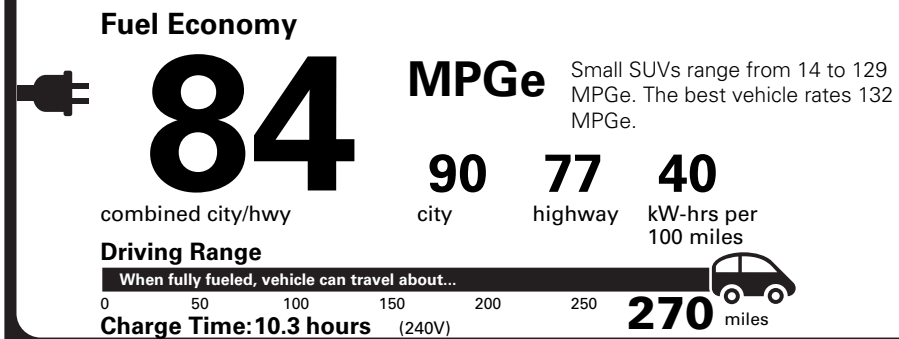 Fuel Economy
84
MPGe
Small SUVs range from 14 to 129
MPGe. The best vehicle rates 132
MPGe.
90 77 40
combined city/hwy city highway kW-hrs per
100 miles
Driving Range
When fully fueled, vehicle can travel about...
0 50 100 150 200 250 270 miles
Charge Time: 10.3 hours (240V)